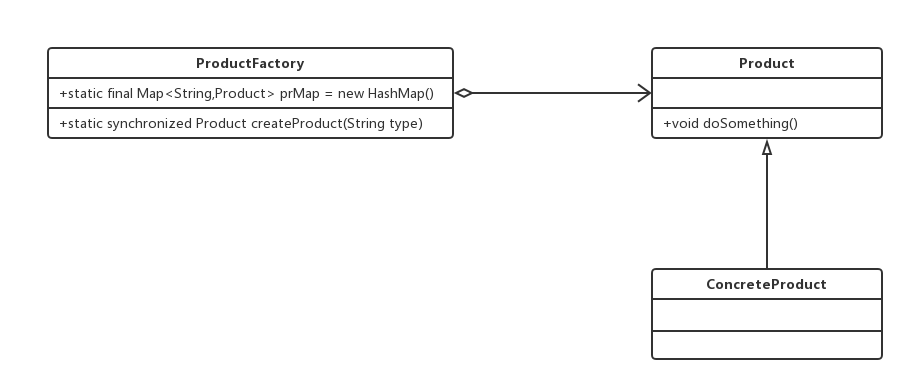 ProductFactory
+static final Map<String,Product> prMap = new HashMap()
+static synchronized Product createProduct(String type)
Product
+void doSomething()
ConcreteProduct